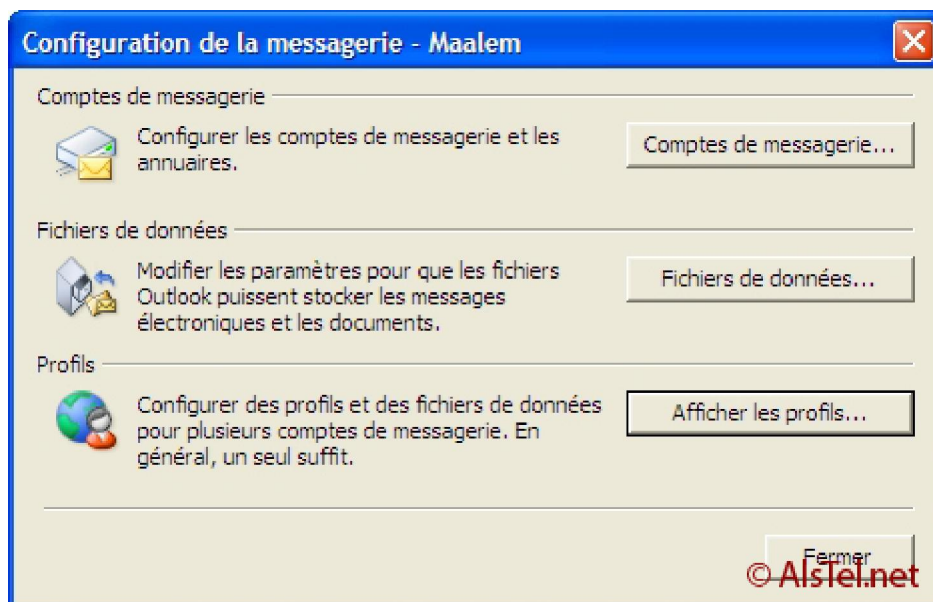 Configuration de la messagerie - Maalem
Comptes de messagerie
Configurer les comptes de messagerie et les
annuaires.
Comptes de messagerie...
Fichiers de données
Modifier les paramètres pour que les fichiers
Outlook puissent stocker les messages
électroniques et les documents.
Fichiers de données...
Profils
Configurer des profils et des fichiers de données
pour plusieurs comptes de messagerie. En
général, un seul suffit.
Afficher les profils...
Fermer
© AlsTel.net